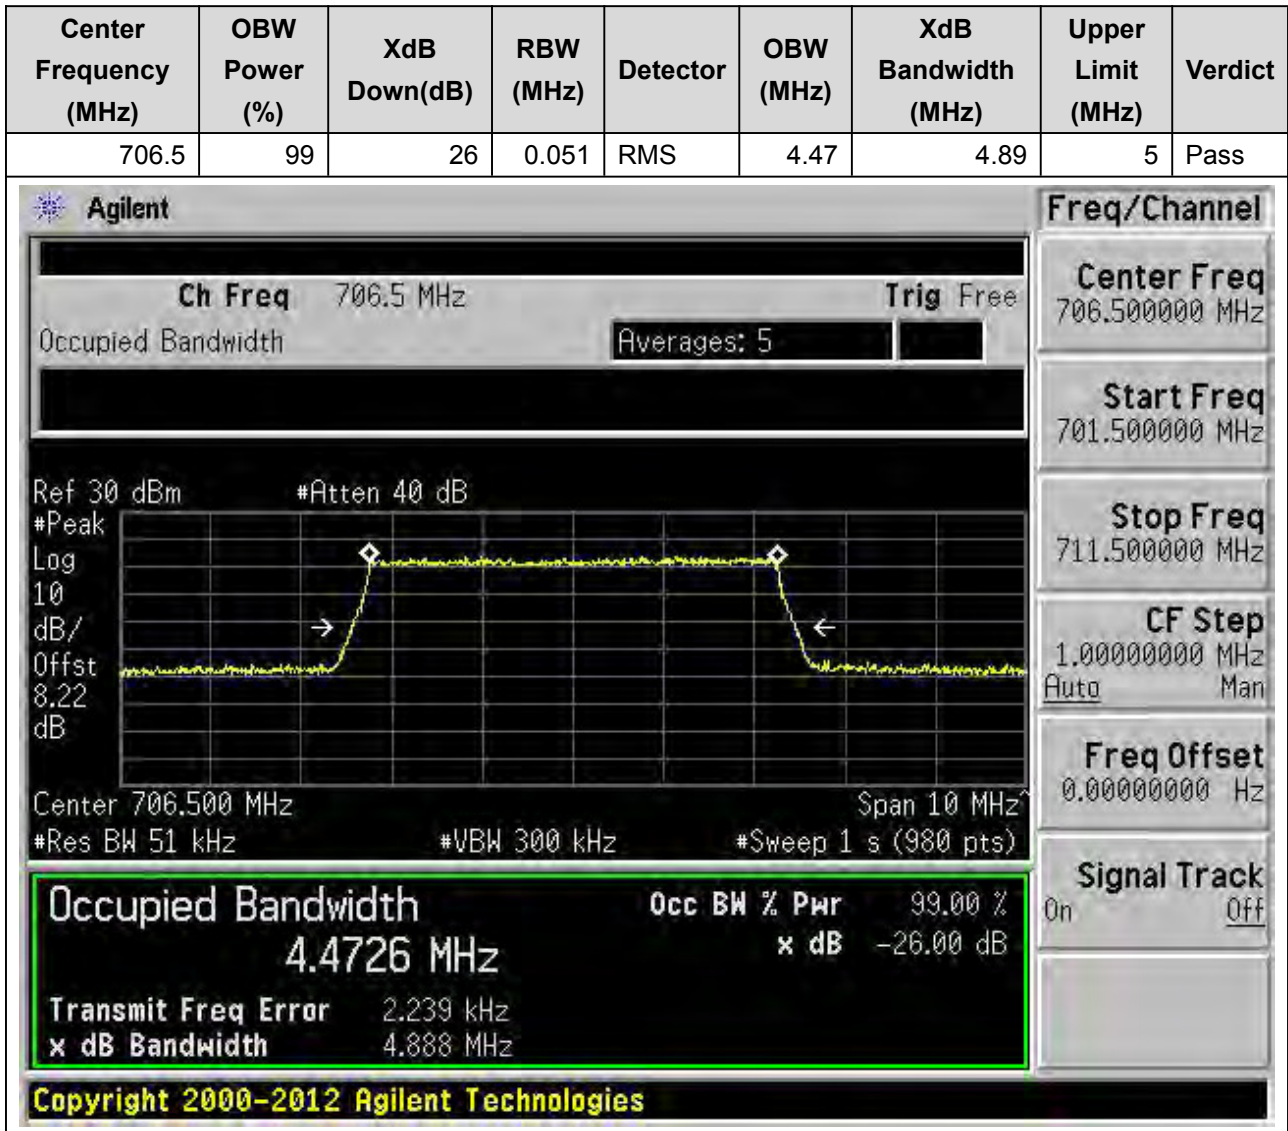 Center Frequency (MHz) OBW Power (%) XdB Down(dB) RBW (MHz) Detector OBW (MHz) XdB Bandwidth (MHz) Upper Limit (MHz) Verdict
706.5 99 26 0.051 RMS 4.47 4.89 5 Pass
Agilent
Freq/Channel
Ch Freq 706.5 MHz Trig Free
Occupied Bandwidth Averages: 5
Center Freq
706.500000 MHz
Start Freq
701.500000 MHz
Stop Freq
711.500000 MHz
CF Step
1.00000000 MHz
Auto Man
Freq Offset
0.00000000 Hz
Signal Track
On Off
Ref 30 dBm #Atten 40 dB
#Peak
Log
10
dB/
Offst
8.22
dB
Center 706.500 MHz Span 10 MHz^
#Res BW 51 kHz #VBW 300 kHz #Sweep 1 s (980 pts)
Occupied Bandwidth Occ BW % Pwr 99.00 %
4.4726 MHz x dB -26.00 dB
Transmit Freq Error 2.239 kHz
x dB Bandwidth 4.888 MHz
Copyright 2000-2012 Agilent Technologies